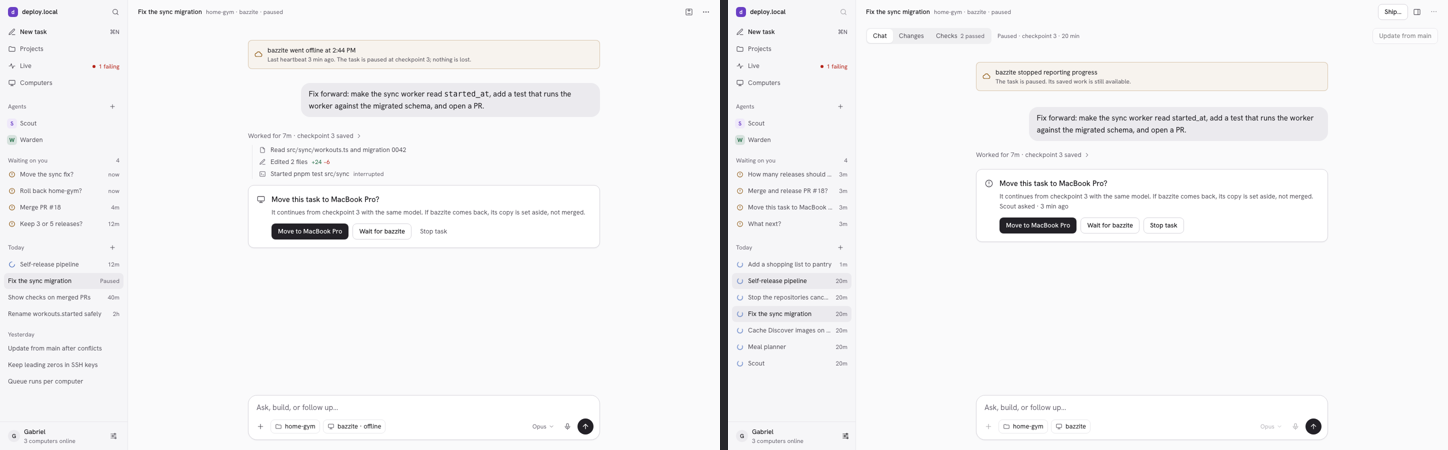 d deploy.local
New task ⌘N
Projects
Live 1 failing
Computers
Agents
S Scout
W Warden
Waiting on you 4
Move the sync fix? now
Roll back home-gym? now
Merge PR #18 4m
Keep 3 or 5 releases? 12m
Today
Self-release pipeline 12m
Fix the sync migration Paused
Show checks on merged PRs 40m
Rename workouts.started safely 2h
Yesterday
Update from main after conflicts
Keep leading zeros in SSH keys
Queue runs per computer
G Gabriel
3 computers online
Fix the sync migration home-gym · bazzite · paused
bazzite went offline at 2:44 PM
Last heartbeat 3 min ago. The task is paused at checkpoint 3; nothing is lost.
Fix forward: make the sync worker read started_at, add a test that runs the
worker against the migrated schema, and open a PR.
Worked for 7m · checkpoint 3 saved
Read src/sync/workouts.ts and migration 0042
Edited 2 files +24 -6
Started pnpm test src/sync interrupted
Move this task to MacBook Pro?
It continues from checkpoint 3 with the same model. If bazzite comes back, its copy is set aside, not merged.
Move to MacBook Pro Wait for bazzite Stop task
Ask, build, or follow up...
home-gym bazzite · offline Opus
d deploy.local
New task ⌘N
Projects
Live 1 failing
Computers
Agents
S Scout
W Warden
Waiting on you 4
How many releases should ... 3m
Merge and release PR #18? 3m
Move this task to MacBook ... 3m
What next? 3m
Today
Add a shopping list to pantry 1m
Self-release pipeline 20m
Stop the repositories canc... 20m
Fix the sync migration 20m
Cache Discover images on ... 20m
Meal planner 20m
Scout 20m
G Gabriel
3 computers online
Fix the sync migration home-gym · bazzite · paused
Ship...
Chat Changes Checks 2 passed Paused · checkpoint 3 · 20 min
Update from main
bazzite stopped reporting progress
The task is paused. Its saved work is still available.
Fix forward: make the sync worker read started_at, add a test that runs the worker
against the migrated schema, and open a PR.
Worked for 7m · checkpoint 3 saved
Move this task to MacBook Pro?
It continues from checkpoint 3 with the same model. If bazzite comes back, its copy is set aside, not merged.
Scout asked · 3 min ago
Move to MacBook Pro Wait for bazzite Stop task
Ask, build, or follow up...
home-gym bazzite Opus